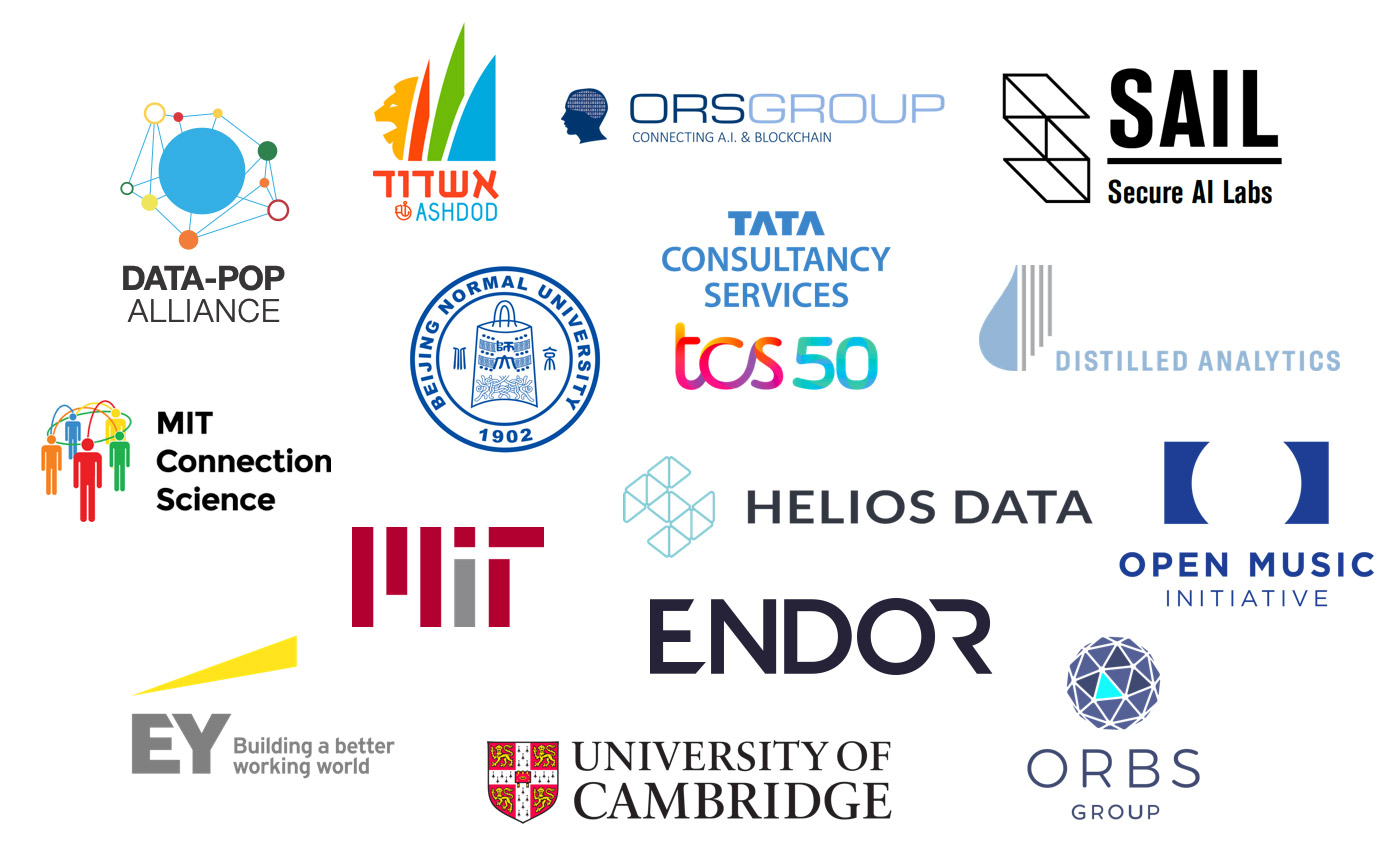 אשדוד
ASHDOD
ORSGROUP
CONNECTING A.I. & BLOCKCHAIN
SAIL
Secure AI Labs
DATA-POP
ALLIANCE
TATA
CONSULTANCY
SERVICES
tcs50
BEIJING NORMAL UNIVERSITY
1902
DISTILLED ANALYTICS
MIT
Connection
Science
HELIOS DATA
OPEN MUSIC
INITIATIVE
MIT
ENDOR
EY
Building a better
working world
UNIVERSITY OF
CAMBRIDGE
ORBS
GROUP